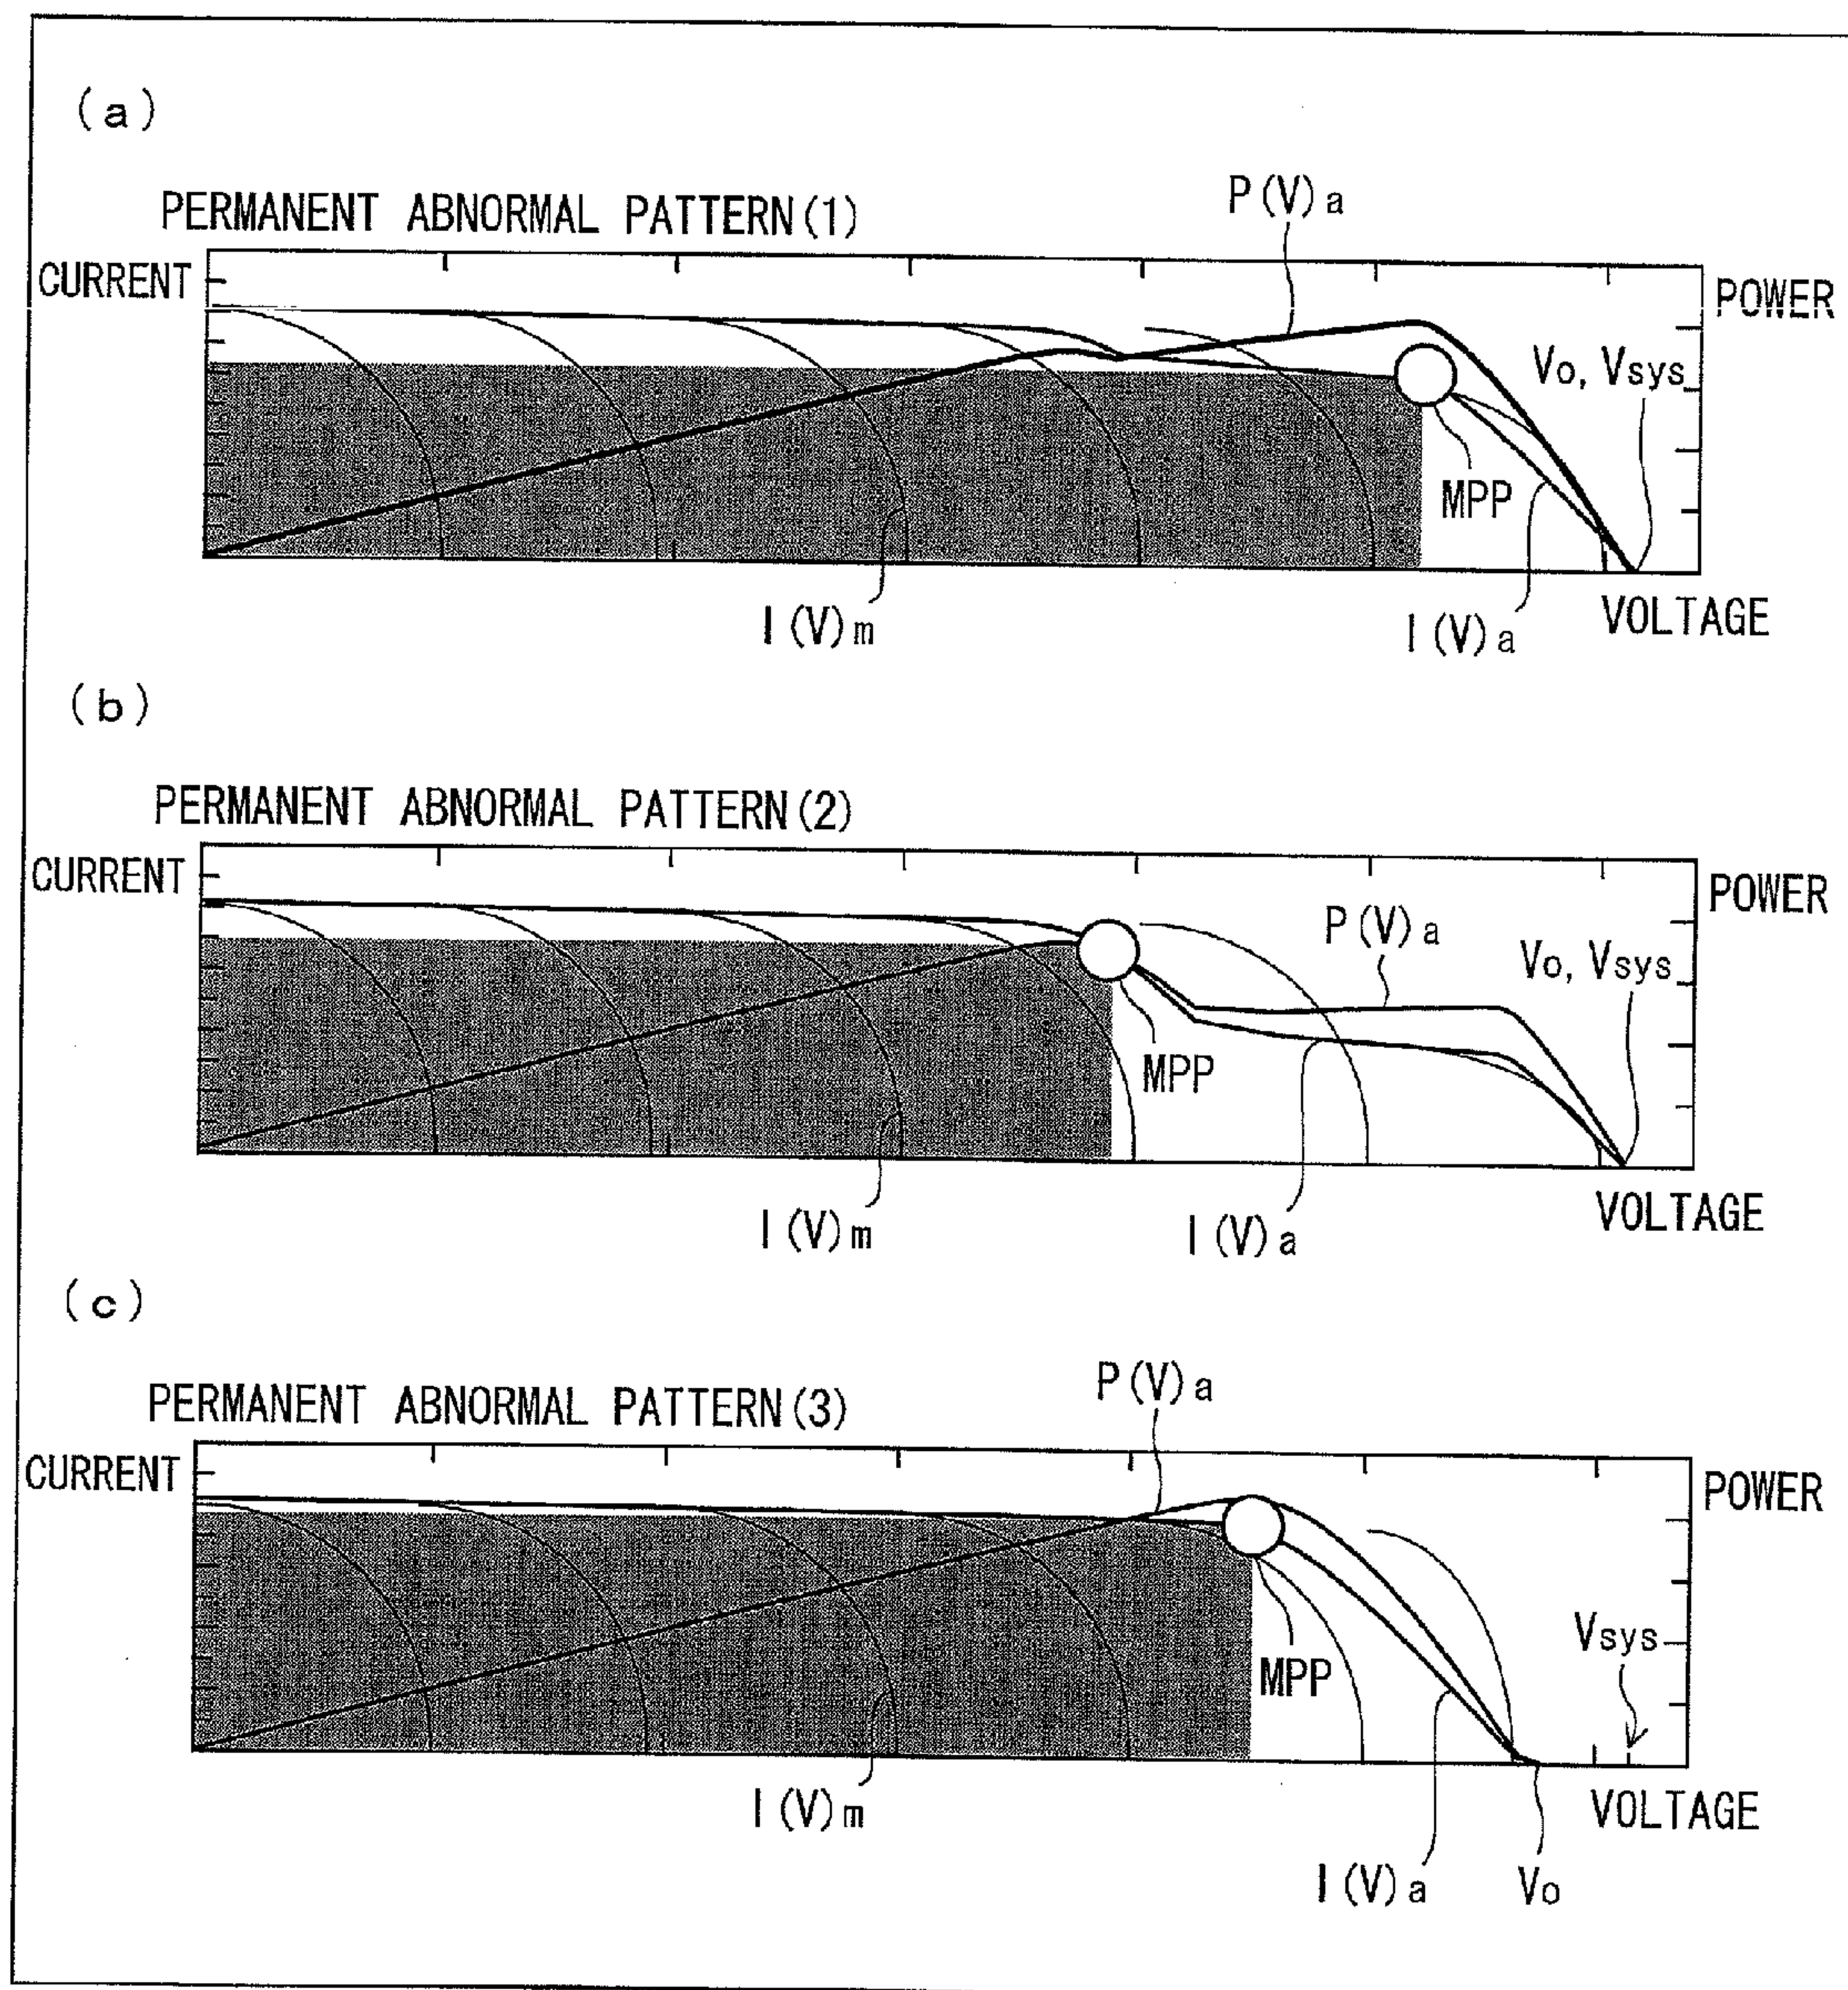 (a)
PERMANENT ABNORMAL PATTERN(1)
P(V)a
CURRENT
POWER
Vo, Vsys
MPP
I(V)m
I(V)a
VOLTAGE
(b)
PERMANENT ABNORMAL PATTERN(2)
CURRENT
POWER
P(V)a
Vo, Vsys
MPP
I(V)m
I(V)a
VOLTAGE
(c)
PERMANENT ABNORMAL PATTERN(3)
P(V)a
CURRENT
POWER
Vsys
MPP
I(V)m
VOLTAGE
I(V)a
Vo